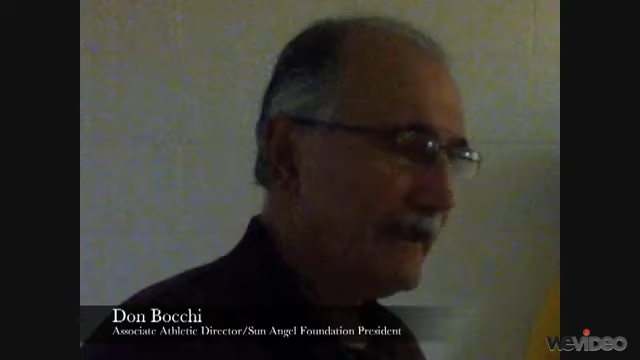 Don Bocchi
Associate Athletic Director/Sun Angel Foundation President
WEVIDEO